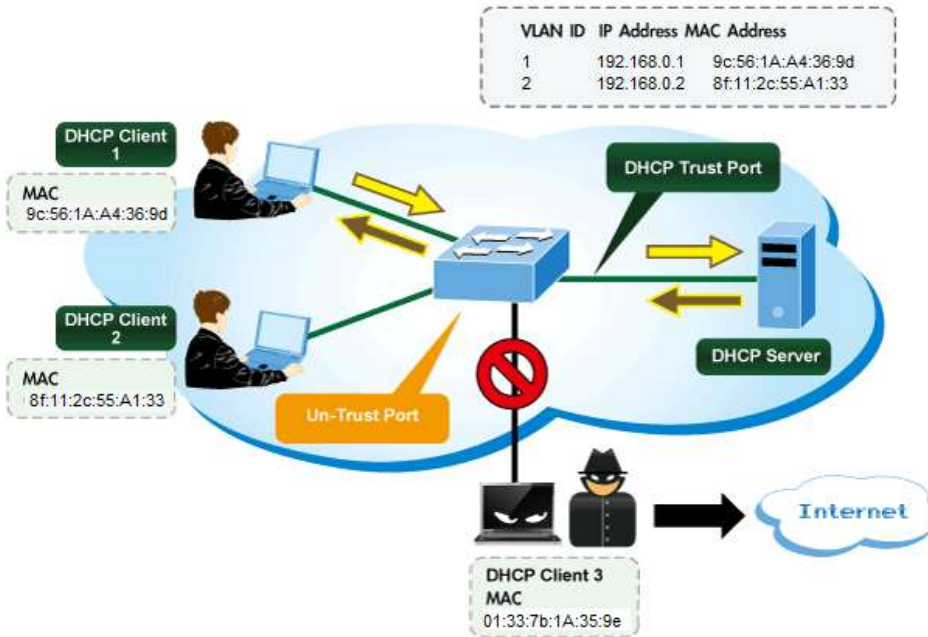 VLAN ID IP Address MAC Address
1 192.168.0.1 9c:56:1A:A4:36:9d
2 192.168.0.2 8f:11:2c:55:A1:33
DHCP Client
1
MAC
9c:56:1A:A4:36:9d
DHCP Trust Port
DHCP Client
2
MAC
8f:11:2c:55:A1:33
DHCP Server
Un-Trust Port
Internet
DHCP Client 3
MAC
01:33:7b:1A:35:9e